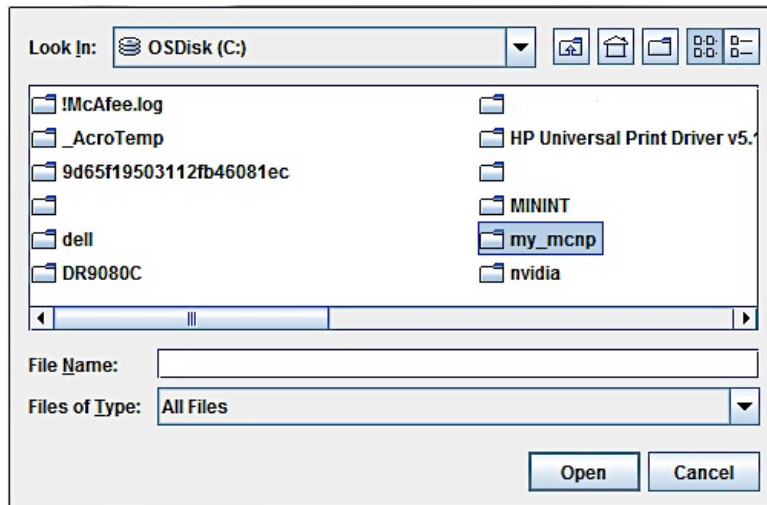 Look In: OSDisk (C:)
!McAfee.log
_AcroTemp
9d65f19503112fb46081ec
dell
DR9080C
HP Universal Print Driver v5.
MININT
my_mcnp
nvidia
File Name:
Files of Type: All Files
Open Cancel